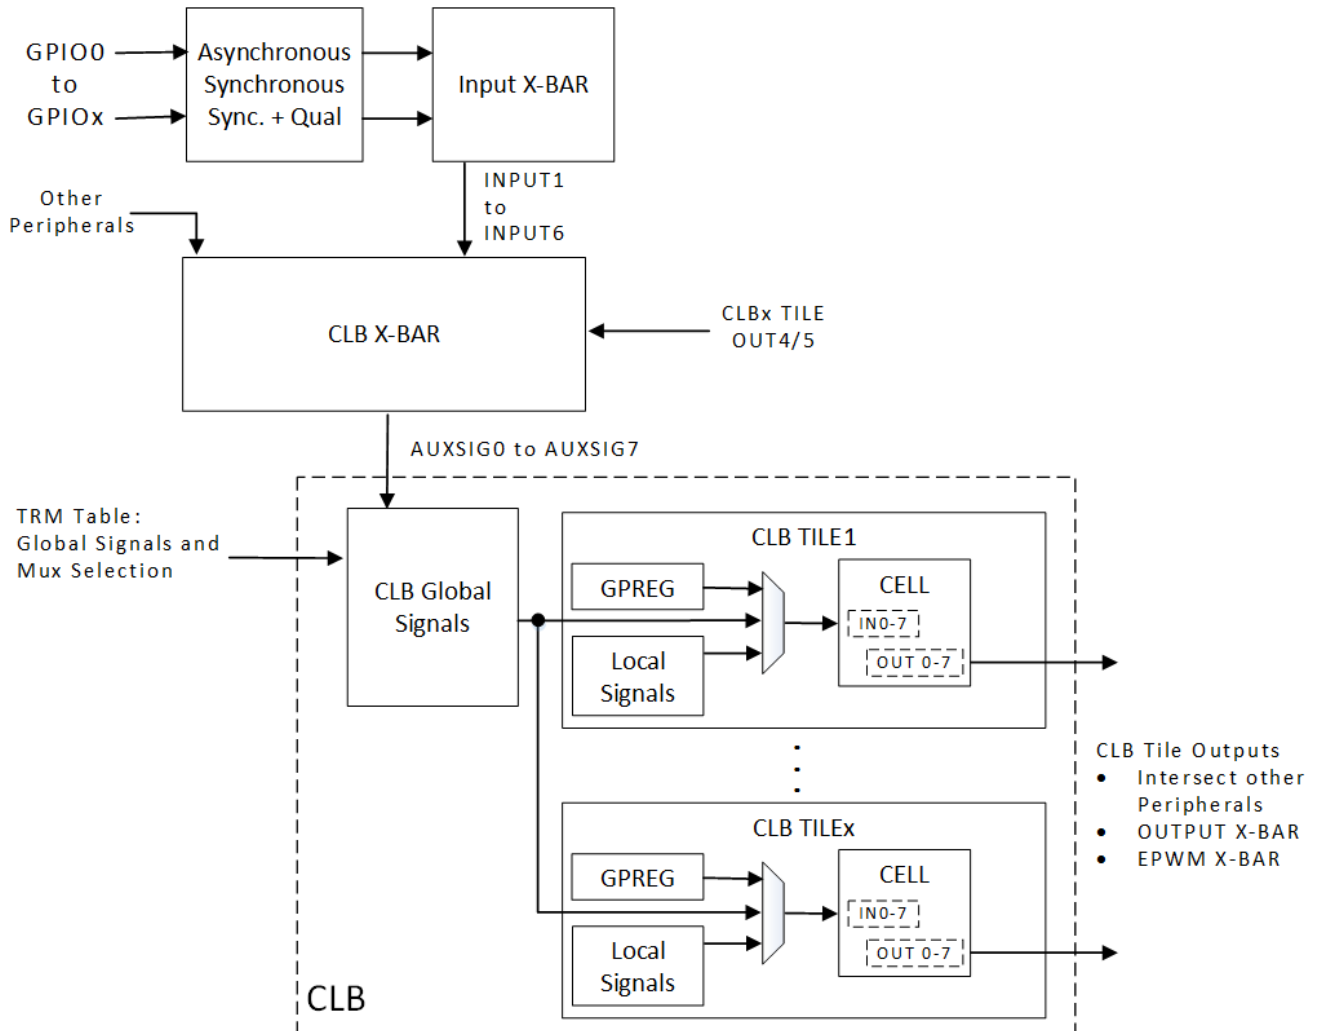 GPIO0
to
GPIOx
Asynchronous
Synchronous
Sync. + Qual
Input X-BAR
INPUT1
to
INPUT6
Other
Peripherals
CLB X-BAR
CLBx TILE
OUT4/5
AUXSIG0 to AUXSIG7
TRM Table:
Global Signals and
Mux Selection
CLB Global
Signals
CLB TILE1
GPREG
Local
Signals
CELL
IN0-7
OUT 0-7
CLB TILEx
GPREG
Local
Signals
CELL
IN0-7
OUT 0-7
CLB Tile Outputs
• Intersect other
Peripherals
• OUTPUT X-BAR
• EPWM X-BAR
CLB